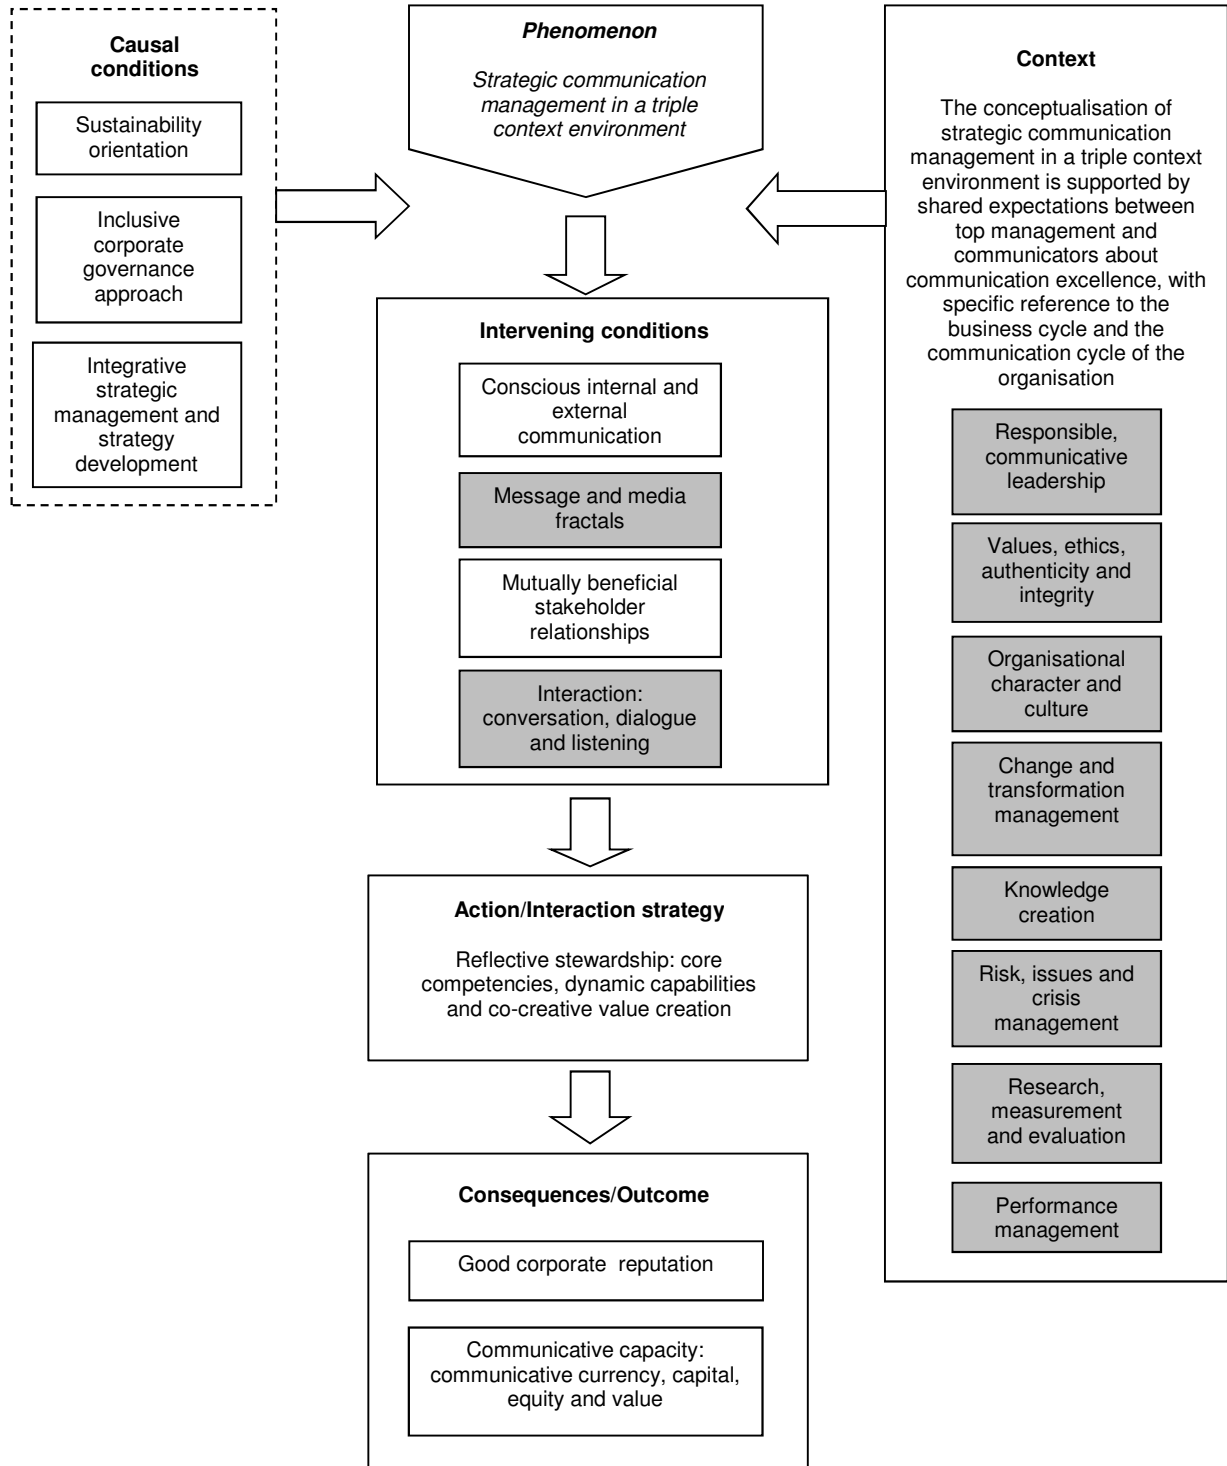 Causal
conditions
Sustainability
orientation
Inclusive
corporate
governance
approach
Integrative
strategic
management and
strategy
development
Phenomenon
Strategic communication
management in a triple
context environment
Intervening conditions
Conscious internal and
external
communication
Message and media
fractals
Mutually beneficial
stakeholder
relationships
Interaction:
conversation, dialogue
and listening
Action/Interaction strategy
Reflective stewardship: core
competencies, dynamic capabilities
and co-creative value creation
Consequences/Outcome
Good corporate reputation
Communicative capacity:
communicative currency, capital,
equity and value
Context
The conceptualisation of
strategic communication
management in a triple context
environment is supported by
shared expectations between
top management and
communicators about
communication excellence, with
specific reference to the
business cycle and the
communication cycle of the
organisation
Responsible,
communicative
leadership
Values, ethics,
authenticity and
integrity
Organisational
character and
culture
Change and
transformation
management
Knowledge
creation
Risk, issues and
crisis
management
Research,
measurement
and evaluation
Performance
management